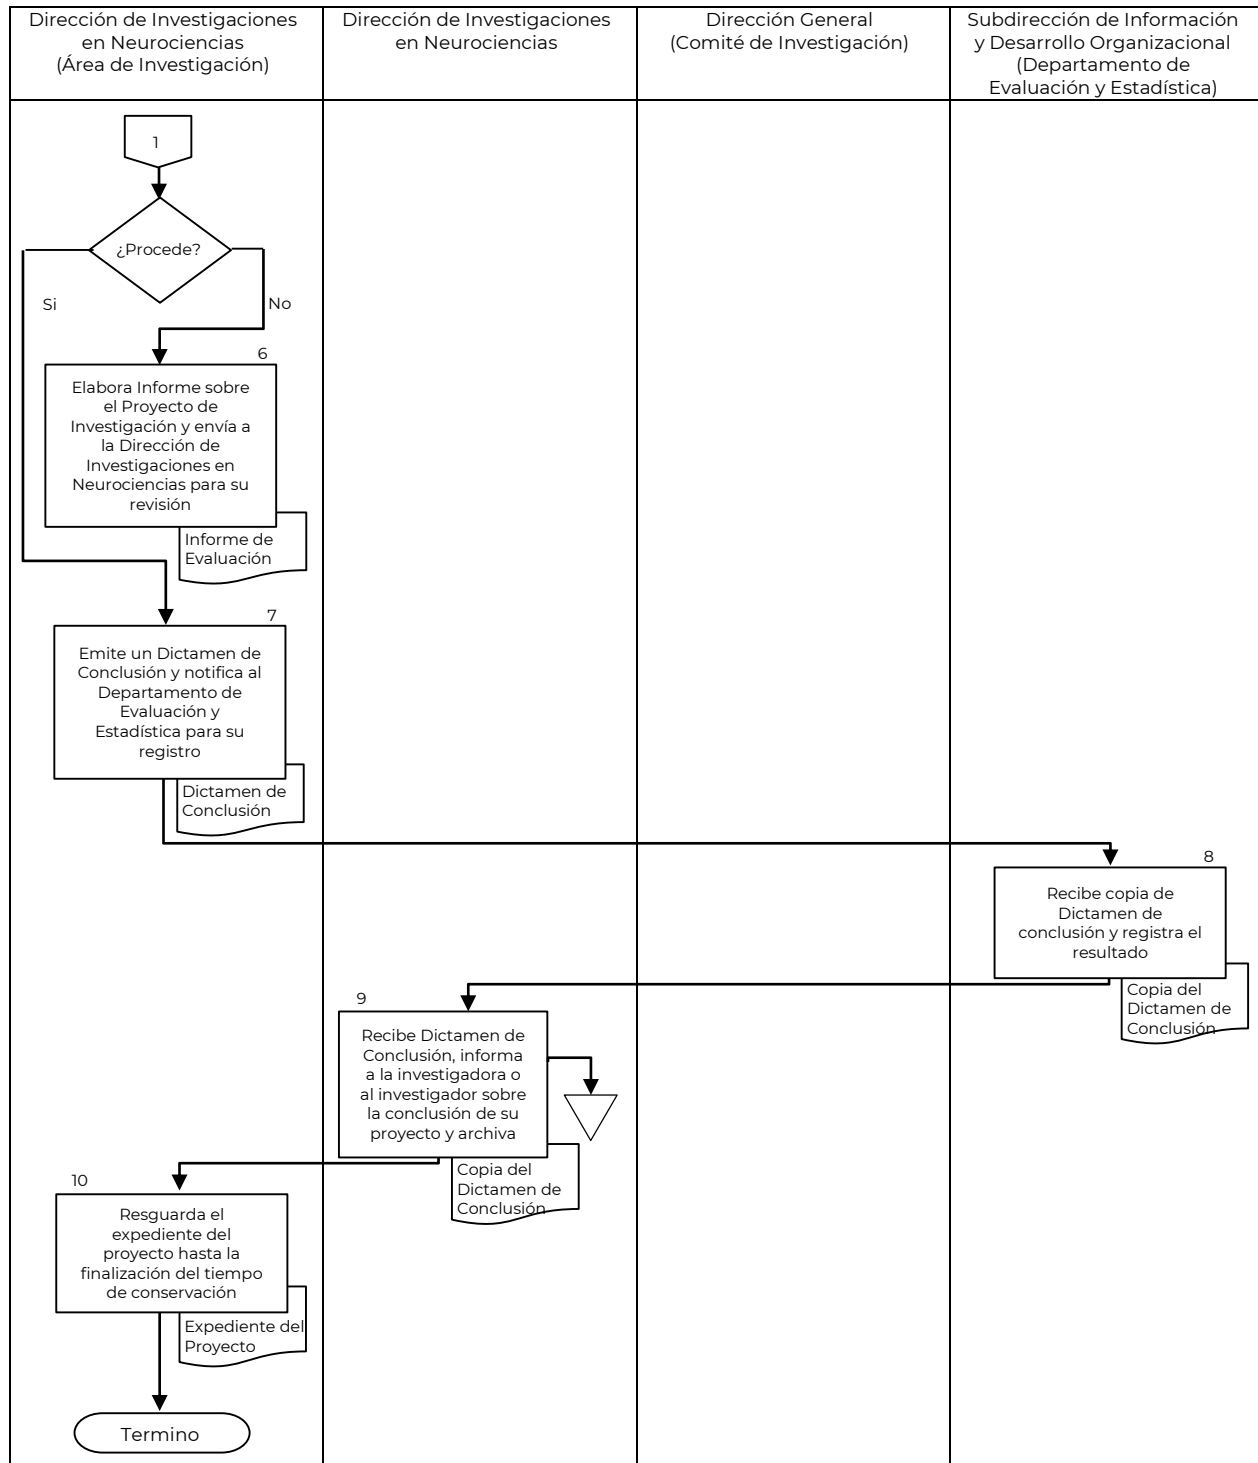 Dirección de Investigaciones
en Neurociencias
(Área de Investigación)
Dirección de Investigaciones
en Neurociencias
Dirección General
(Comité de Investigación)
Subdirección de Información
y Desarrollo Organizacional
(Departamento de
Evaluación y Estadística)
1
¿Procede?
Si
No
6
Elabora Informe sobre
el Proyecto de
Investigación y envía a
la Dirección de
Investigaciones en
Neurociencias para su
revisión
Informe de
Evaluación
7
Emite un Dictamen de
Conclusión y notifica al
Departamento de
Evaluación y
Estadística para su
registro
Dictamen de
Conclusión
8
Recibe copia de
Dictamen de
conclusión y registra el
resultado
Copia del
Dictamen de
Conclusión
9
Recibe Dictamen de
Conclusión, informa
a la investigadora o
al investigador sobre
la conclusión de su
proyecto y archiva
Copia del
Dictamen de
Conclusión
10
Resguarda el
expediente del
proyecto hasta la
finalización del tiempo
de conservación
Expediente del
Proyecto
Termino